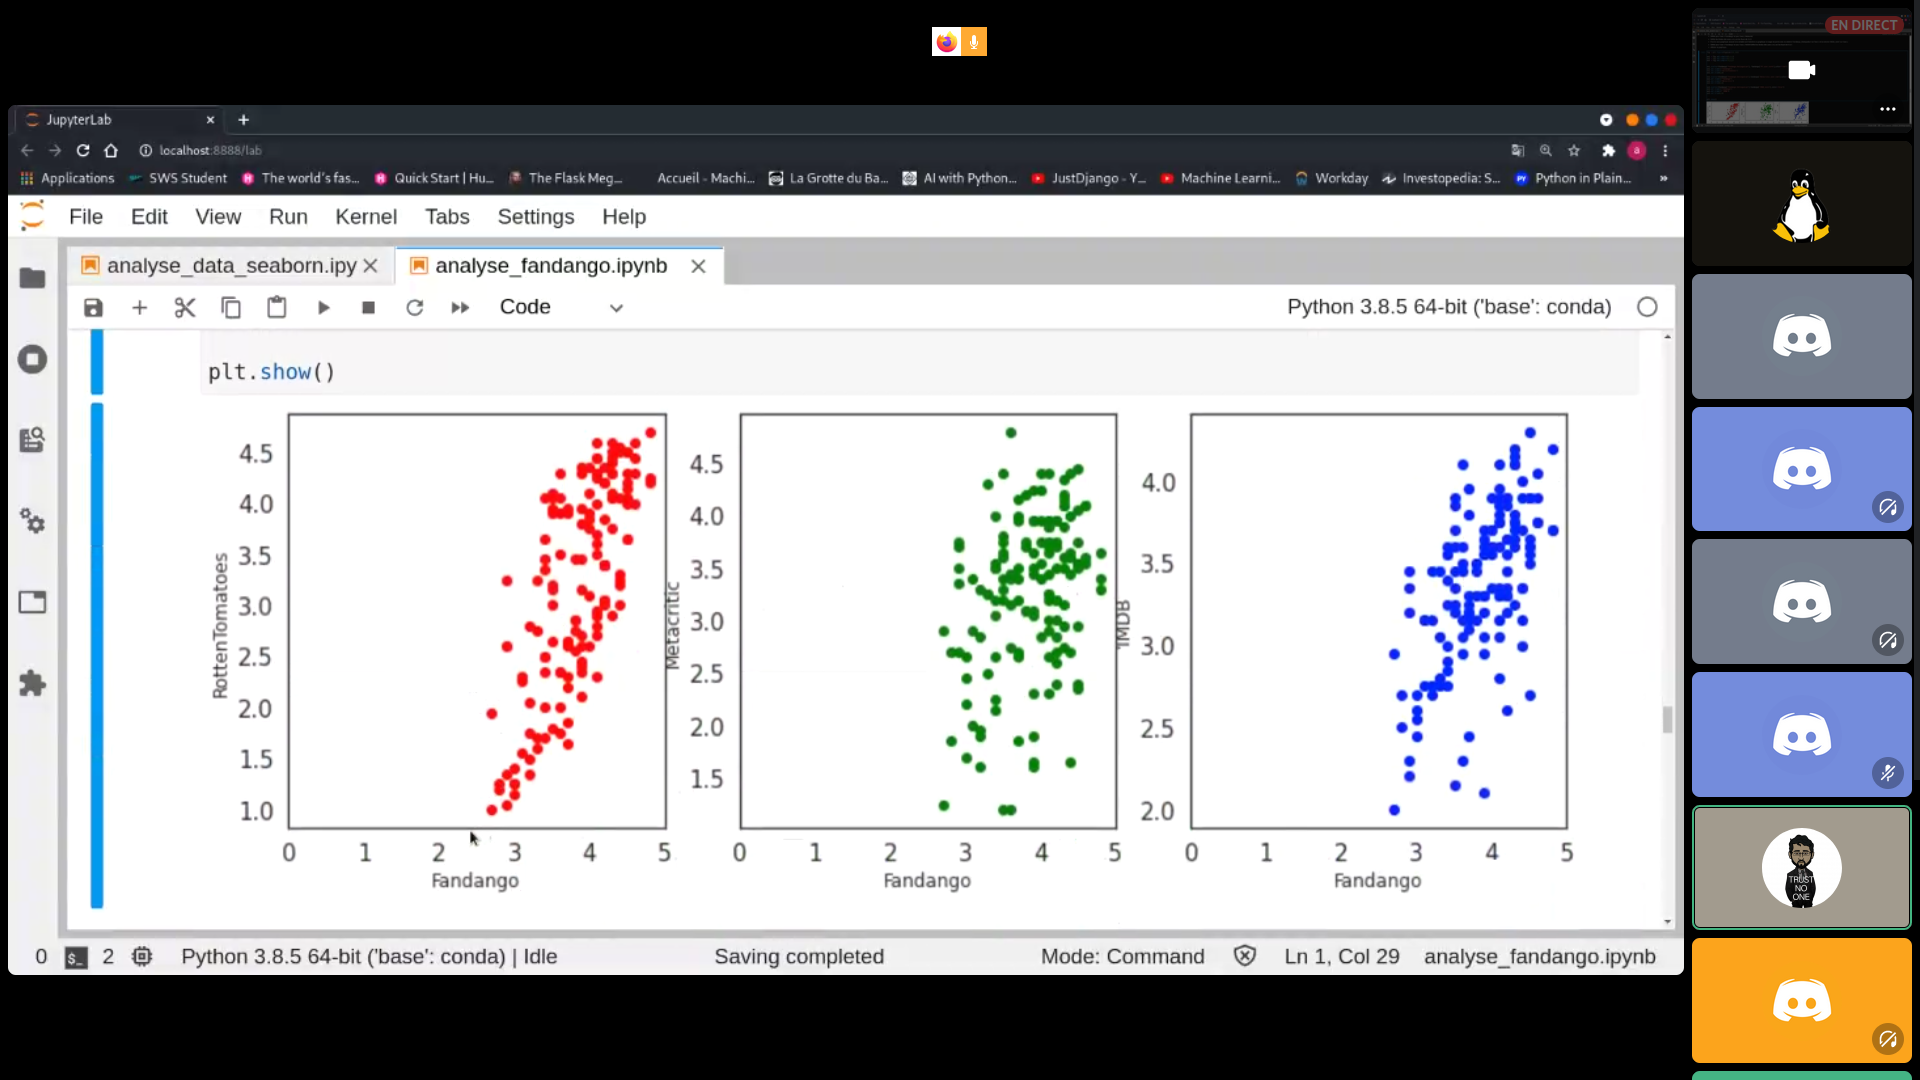 EN DIRECT
JupyterLab
localhost:8888/lab
Applications SWS Student The world's fas... Quick Start | Hu... The Flask Meg... Accueil - Machi... La Grotte du Ba... AI with Python... JustDjango - Y... Machine Learni... Workday Investopedia: S... Python in Plain... »
File Edit View Run Kernel Tabs Settings Help
analyse_data_seaborn.ipy analyse_fandango.ipynb
Code Python 3.8.5 64-bit ('base': conda)
plt.show()
RottenTomatoes
4.5
4.0
3.5
3.0
2.5
2.0
1.5
1.0
0 1 2 3 4 5
Fandango
Metacritic
4.5
4.0
3.5
3.0
2.5
2.0
1.5
0 1 2 3 4 5
Fandango
IMDB
4.0
3.5
3.0
2.5
2.0
0 1 2 3 4 5
Fandango
0 $_ 2 Python 3.8.5 64-bit ('base': conda) | Idle Saving completed Mode: Command Ln 1, Col 29 analyse_fandango.ipynb
TRUST
NO
ONE